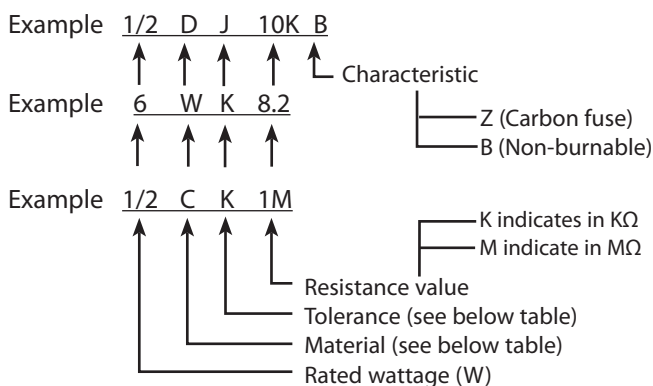 Example 1/2 D J 10K B
Characteristic
Z (Carbon fuse)
B (Non-burnable)
Example 6 W K 8.2
Example 1/2 C K 1M
K indicates in KΩ
M indicate in MΩ
Resistance value
Tolerance (see below table)
Material (see below table)
Rated wattage (W)